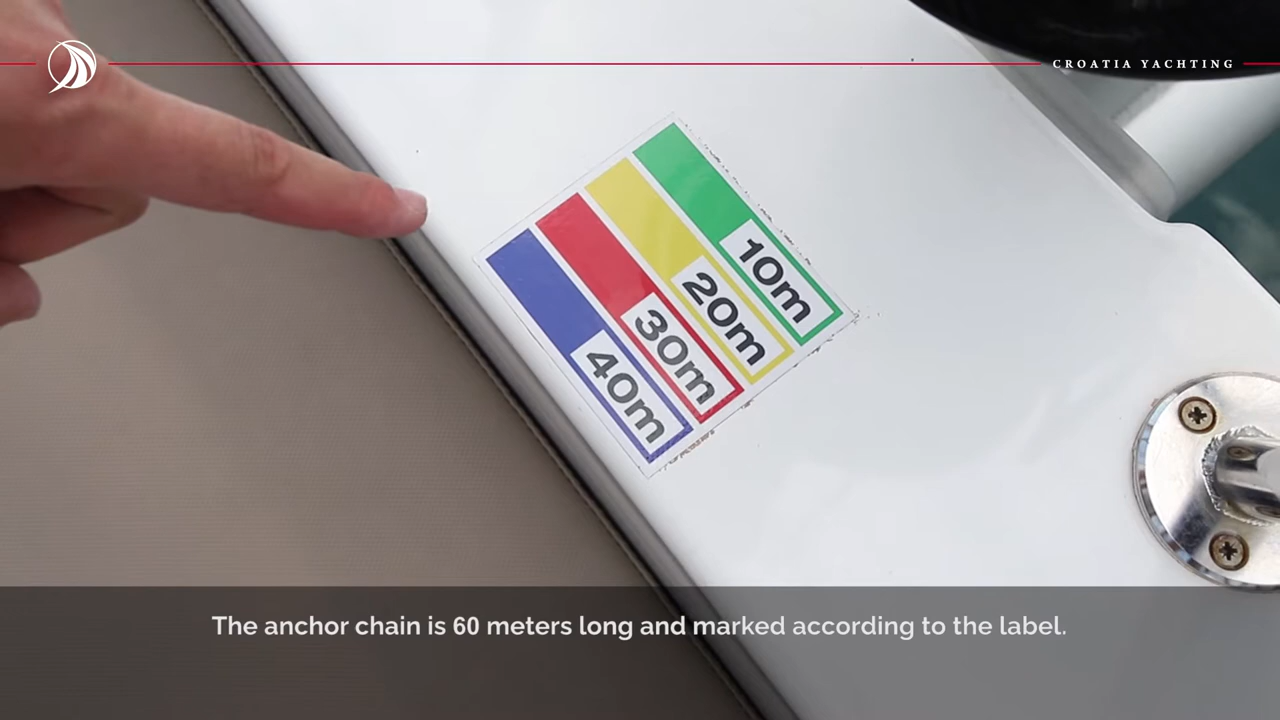 CROATIA YACHTING
10m
20m
30m
40m
The anchor chain is 60 meters long and marked according to the label.